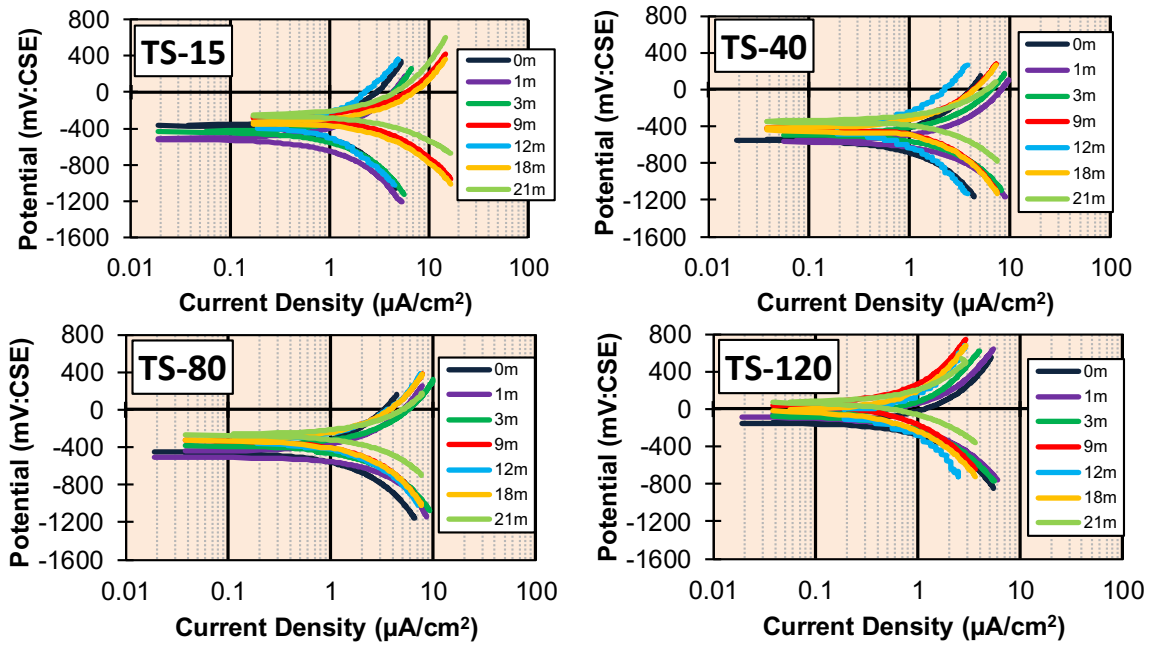 TS-15
800
400
0
-400
-800
-1200
-1600
Potential (mV:CSE)
0.01 0.1 1 10 100
Current Density (µA/cm²)
0m
1m
3m
9m
12m
18m
21m
TS-40
800
400
0
-400
-800
-1200
-1600
Potential (mV:CSE)
0.01 0.1 1 10 100
Current Density (µA/cm²)
0m
1m
3m
9m
12m
18m
21m
TS-80
800
400
0
-400
-800
-1200
-1600
Potential (mV:CSE)
0.01 0.1 1 10 100
Current Density (µA/cm²)
0m
1m
3m
9m
12m
18m
21m
TS-120
800
400
0
-400
-800
-1200
-1600
Potential (mV:CSE)
0.01 0.1 1 10 100
Current Density (µA/cm²)
0m
1m
3m
9m
12m
18m
21m